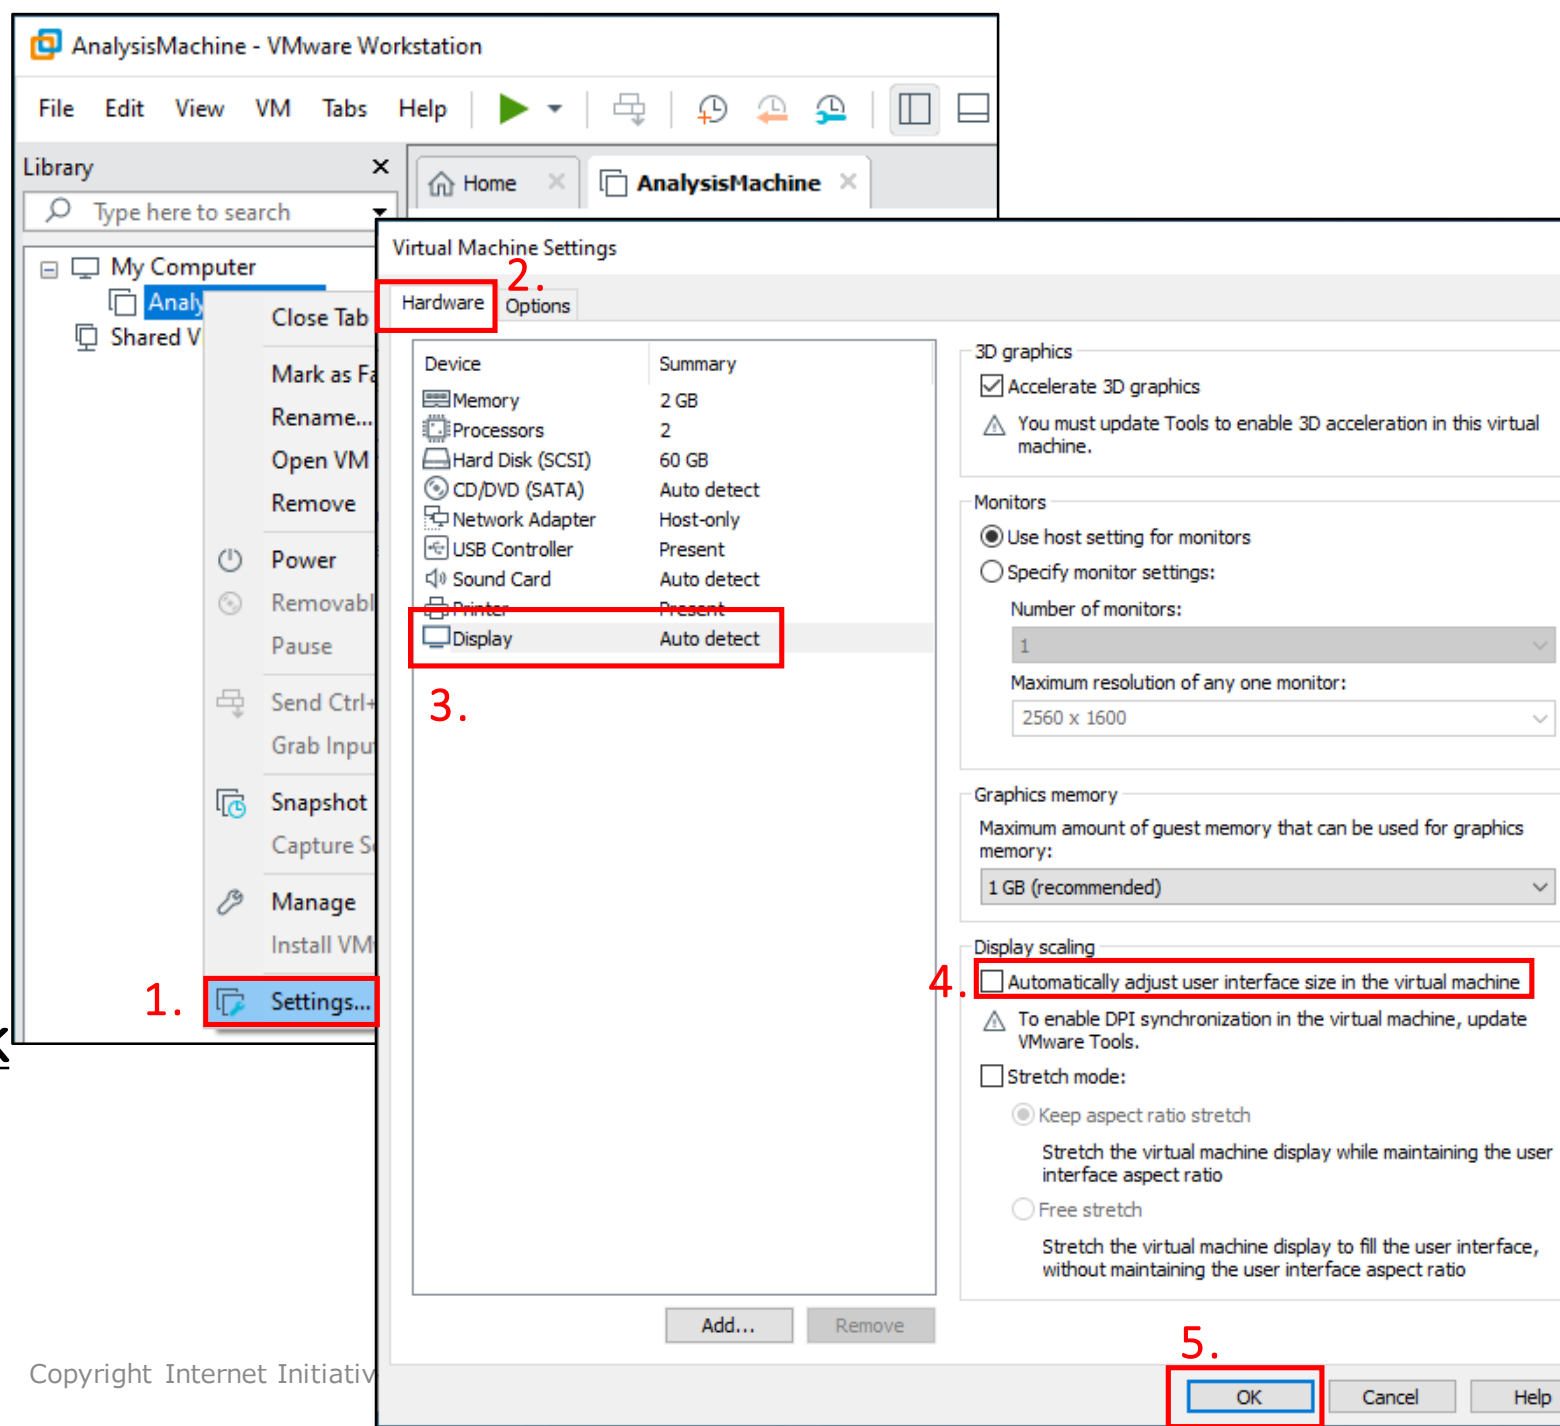 AnalysisMachine - VMware Workstation
File Edit View VM Tabs Help
Library
Home
AnalysisMachine
Type here to search
My Computer
Shared V
Close Tab
Mark as Fa
Rename...
Open VM
Remove
Power
Removabl
Pause
Send Ctrl+
Grab Inpu
Snapshot
Capture S
Manage
Install VM
1.
Settings...
Virtual Machine Settings
2.
Hardware Options
Device Summary
Memory 2 GB
Processors 2
Hard Disk (SCSI) 60 GB
CD/DVD (SATA) Auto detect
Network Adapter Host-only
USB Controller Present
Sound Card Auto detect
Printer Present
Display Auto detect
3.
Add... Remove
3D graphics
Accelerate 3D graphics
You must update Tools to enable 3D acceleration in this virtual
machine.
Monitors
Use host setting for monitors
Specify monitor settings:
Number of monitors:
1
Maximum resolution of any one monitor:
2560 x 1600
Graphics memory
Maximum amount of guest memory that can be used for graphics
memory:
1 GB (recommended)
Display scaling
4.
Automatically adjust user interface size in the virtual machine
To enable DPI synchronization in the virtual machine, update
VMware Tools.
Stretch mode:
Keep aspect ratio stretch
Stretch the virtual machine display while maintaining the user
interface aspect ratio
Free stretch
Stretch the virtual machine display to fill the user interface,
without maintaining the user interface aspect ratio
5.
OK Cancel Help
Copyright Internet Initiativ